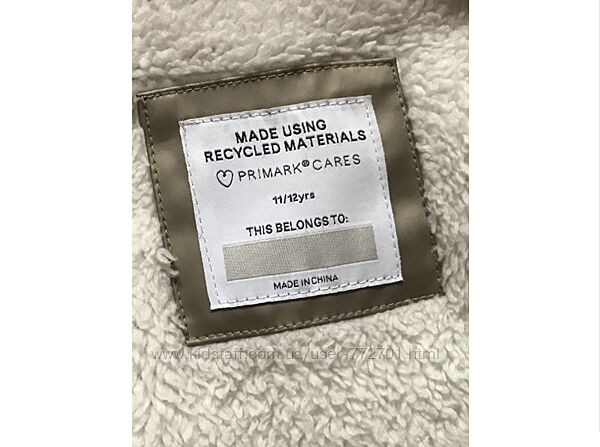 MADE USING
RECYCLED MATERIALS
PRIMARK® CARES
11/12yrs
THIS BELONGS TO:
MADE IN CHINA
www.kidstaff.com.ua/user-772701.html